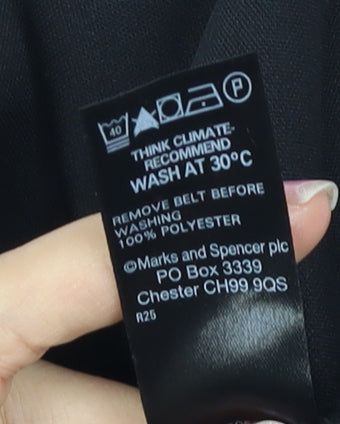 40 P
THINK CLIMATE-
RECOMMEND
WASH AT 30°C
REMOVE BELT BEFORE
WASHING
100% POLYESTER
©Marks and Spencer plc
PO Box 3339
Chester CH99 9QS
R25